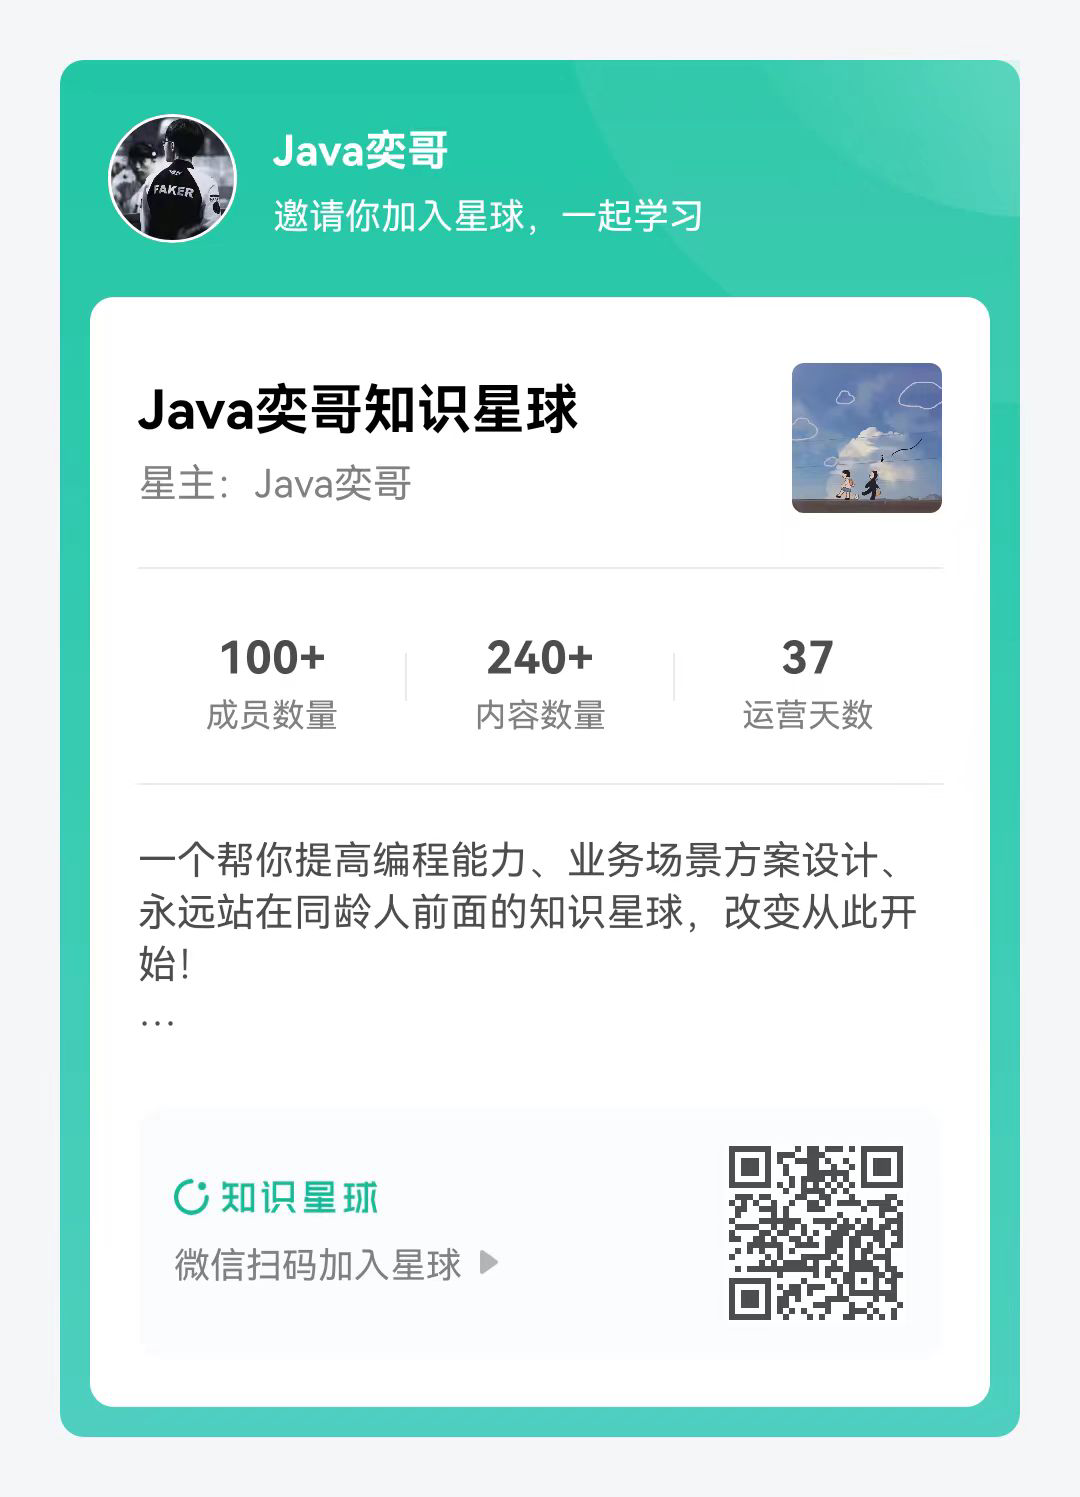 FAKER
Java奕哥
邀请你加入星球，一起学习
Java奕哥知识星球
星主：Java奕哥
100+
240+
37
成员数量
内容数量
运营天数
一个帮你提高编程能力、业务场景方案设计、
永远站在同龄人前面的知识星球，改变从此开
始！
...
知识星球
微信扫码加入星球